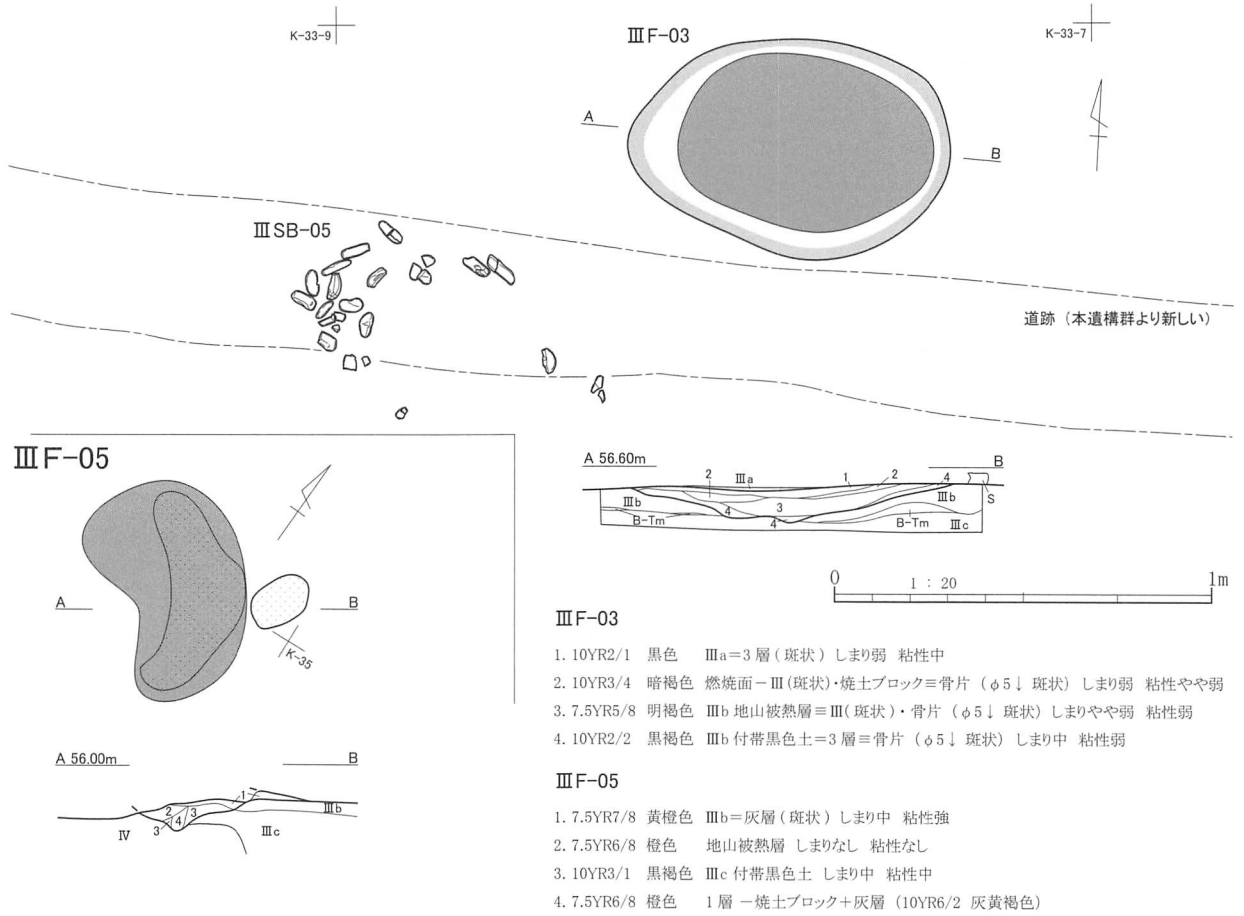 K-33-9
ⅢF-03
K-33-7
A
B
ⅢSB-05
道跡（本遺構群より新しい）
ⅢF-05
A
B
K-35
A 56.60m
B
Ⅲa
2
1
2
4
Ⅲb
4
3
Ⅲb
S
B-Tm
4
B-Tm
Ⅲc
0
1：20
1m
A 56.00m
B
1
2
3
3
4
Ⅲb
Ⅳ
Ⅲc
ⅢF-03
1. 10YR2/1 黒色 Ⅲa＝3層（斑状）しまり弱 粘性中
2. 10YR3/4 暗褐色 燃焼面－Ⅲ(斑状)・焼土ブロック≡骨片（φ5↓ 斑状）しまり弱 粘性やや弱
3. 7.5YR5/8 明褐色 Ⅲb地山被熱層≡Ⅲ(斑状)・骨片（φ5↓ 斑状）しまりやや弱 粘性弱
4. 10YR2/2 黒褐色 Ⅲb付帯黒色土＝3層≡骨片（φ5↓ 斑状）しまり中 粘性弱
ⅢF-05
1. 7.5YR7/8 黄橙色 Ⅲb＝灰層（斑状）しまり中 粘性強
2. 7.5YR6/8 橙色 地山被熱層 しまりなし 粘性なし
3. 10YR3/1 黒褐色 Ⅲc付帯黒色土 しまり中 粘性中
4. 7.5YR6/8 橙色 1層－焼土ブロック＋灰層（10YR6/2 灰黄褐色）